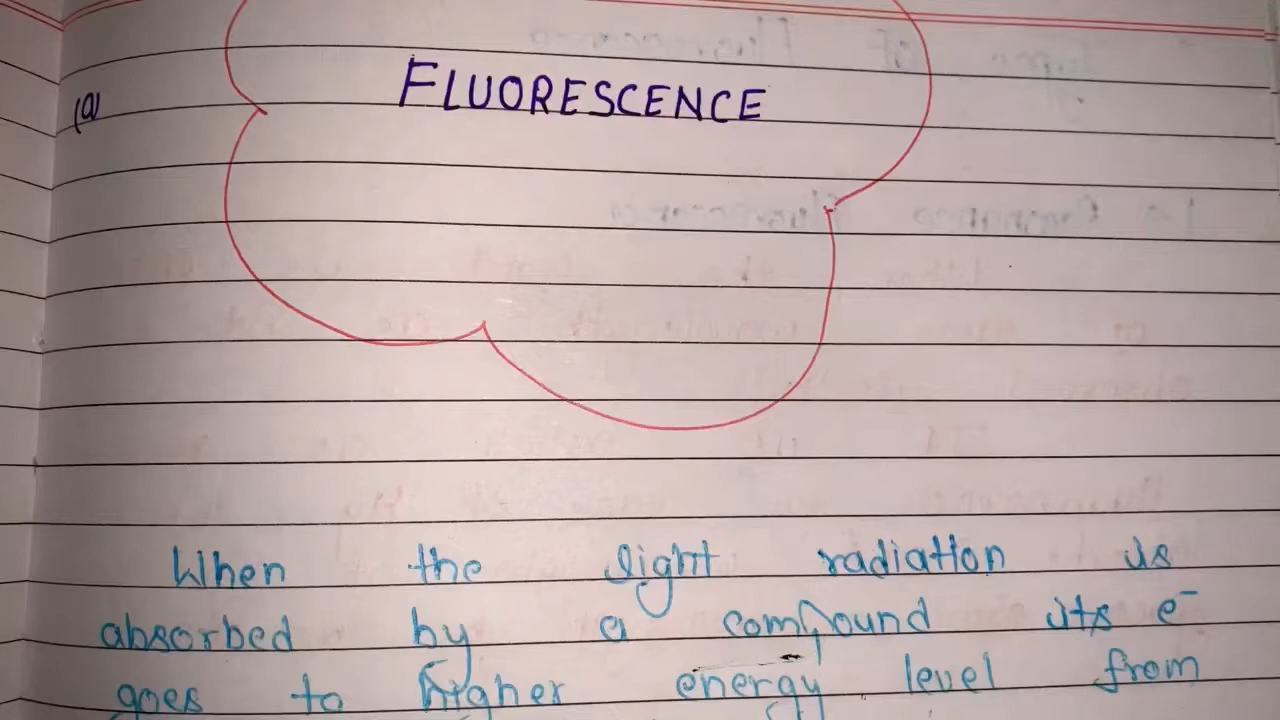 (a)
FLUORESCENCE
When the light radiation is
absorbed by a compound its e⁻
goes to higher energy level from